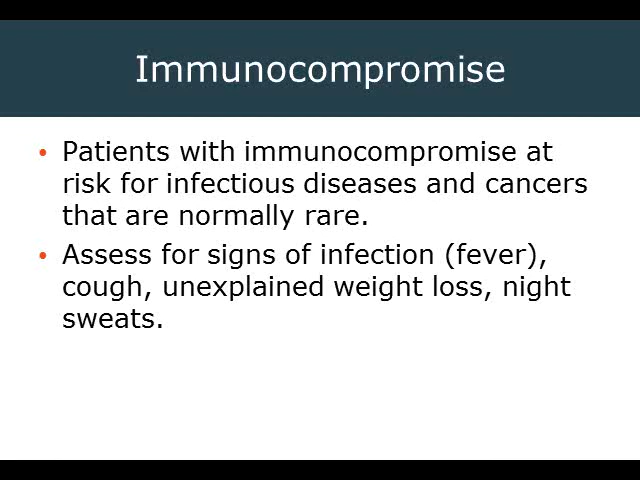 Immunocompromise
• Patients with immunocompromise at
risk for infectious diseases and cancers
that are normally rare.
• Assess for signs of infection (fever),
cough, unexplained weight loss, night
sweats.